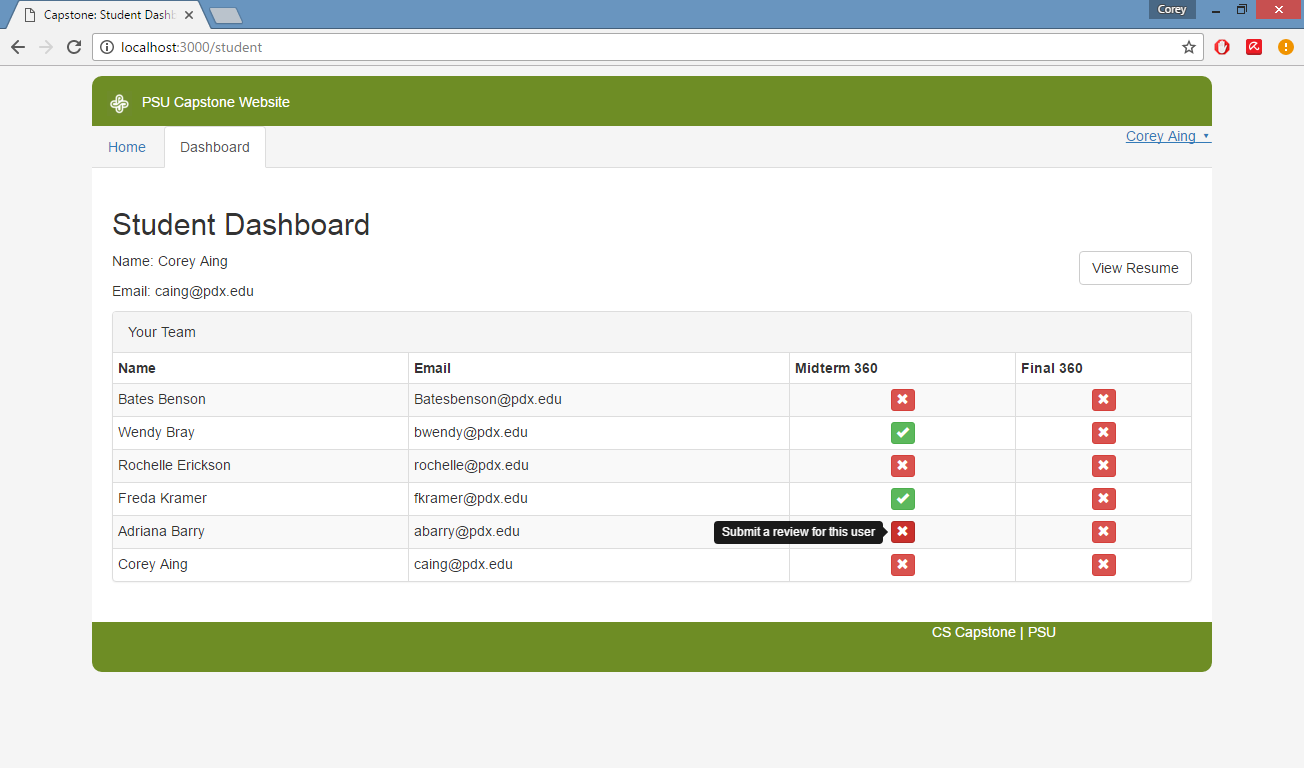 Capstone: Student Dash
Corey
localhost:3000/student
PSU Capstone Website
Home Dashboard Corey Aing
Student Dashboard
Name: Corey Aing
View Resume
Email: caing@pdx.edu
Your Team
Name Email Midterm 360 Final 360
Bates Benson Batesbenson@pdx.edu
Wendy Bray bwendy@pdx.edu
Rochelle Erickson rochelle@pdx.edu
Freda Kramer fkramer@pdx.edu
Adriana Barry abarry@pdx.edu Submit a review for this user
Corey Aing caing@pdx.edu
CS Capstone | PSU